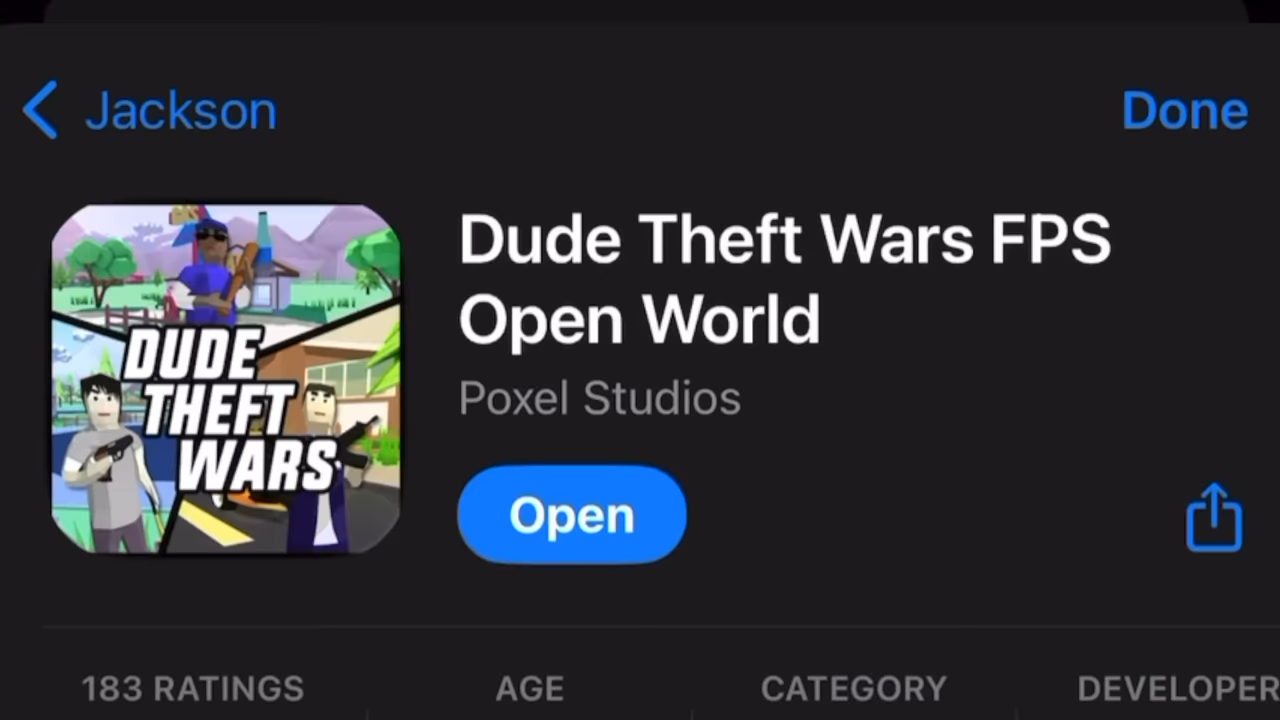 Jackson
Done
Dude Theft Wars FPS
Open World
Poxel Studios
DUDE
THEFT
WARS
Open
183 RATINGS
AGE
CATEGORY
DEVELOPER